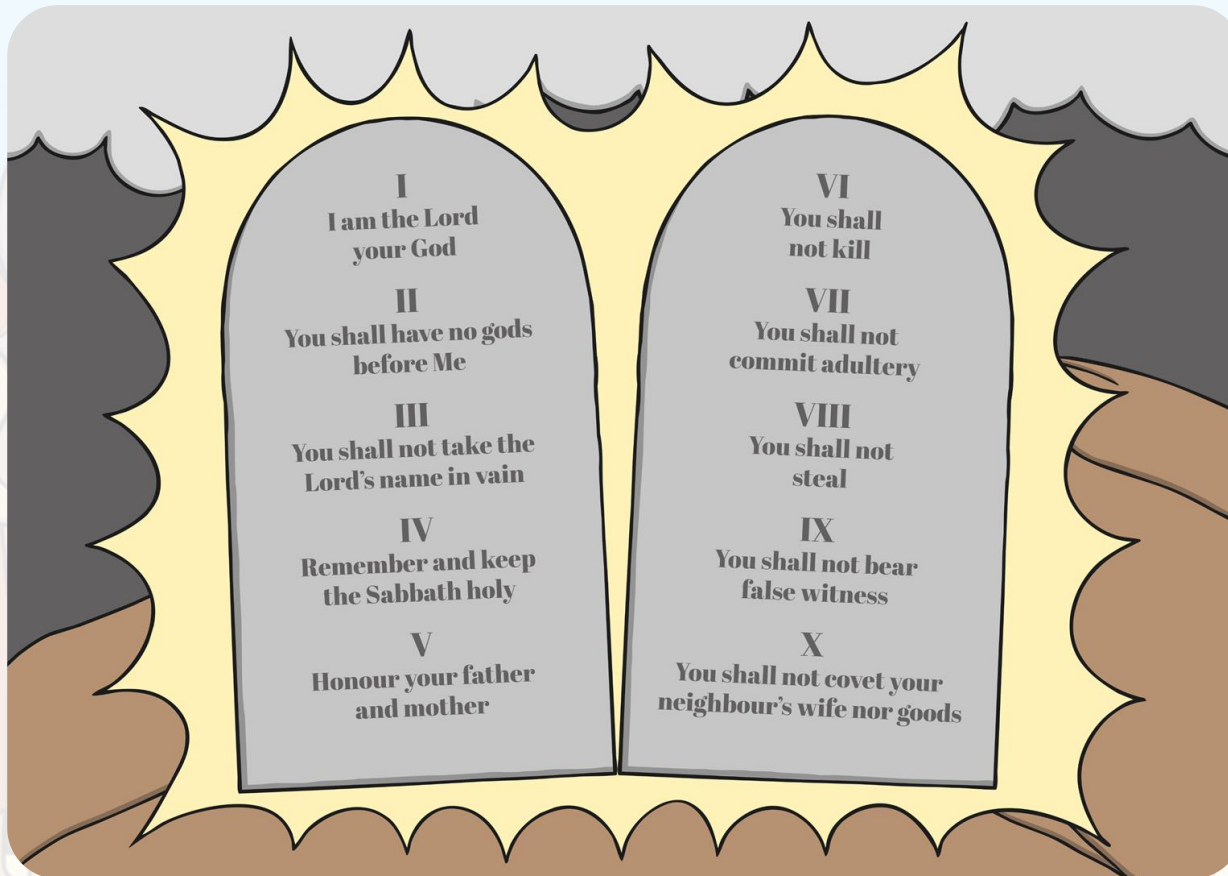 I
I am the Lord
your God
II
You shall have no gods
before Me
III
You shall not take the
Lord's name in vain
IV
Remember and keep
the Sabbath holy
V
Honour your father
and mother
VI
You shall
not kill
VII
You shall not
commit adultery
VIII
You shall not
steal
IX
You shall not bear
false witness
X
You shall not covet your
neighbour's wife nor goods